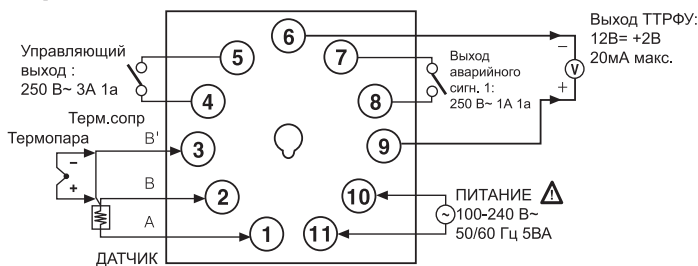 Управляющий
выход :
250 В~ 3А 1а
5
4
6
7
8
Выход
аварийного
сигн. 1:
250 В~ 1А 1а
Выход ТТРФУ:
12В= +2В
20мА макс.
−
V
+
Терм.сопр
Термопара
B'
−
+
B
A
3
2
1
9
10
11
ПИТАНИЕ
~
100-240 В~
50/60 Гц 5ВА
ДАТЧИК